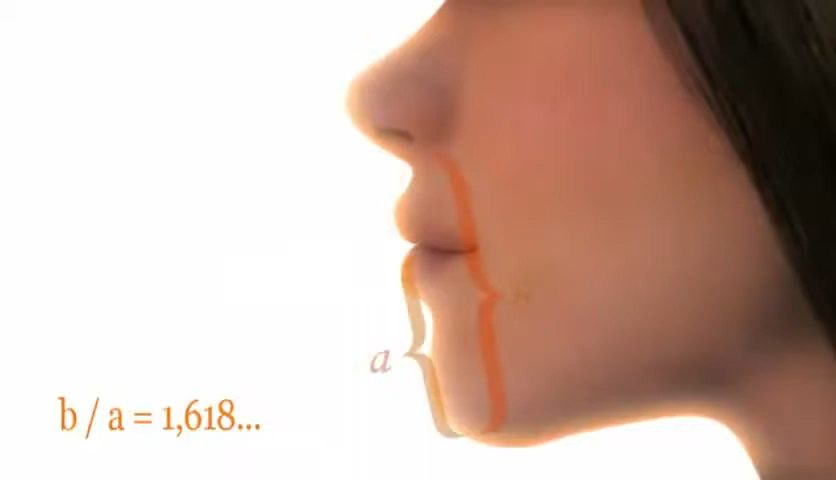 a
b / a = 1,618...